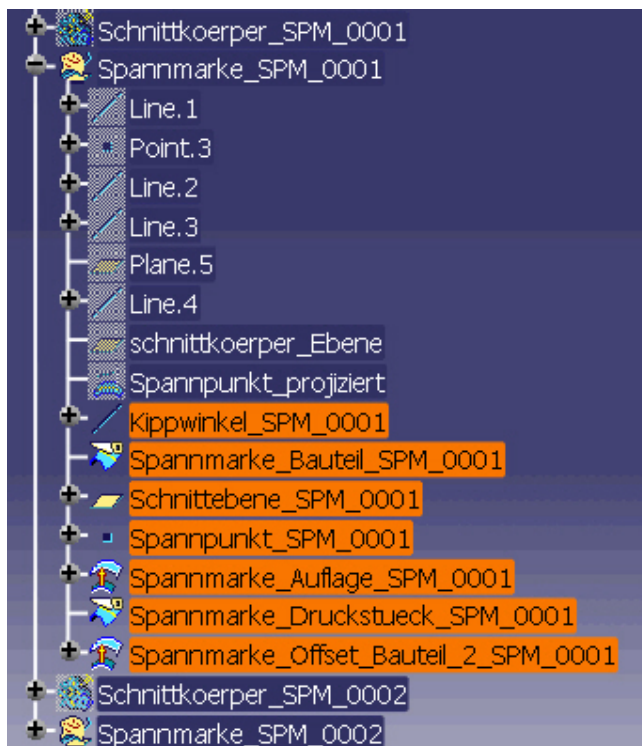 Schnittkoerper_SPM_0001
Spannmarke_SPM_0001
Line.1
Point.3
Line.2
Line.3
Plane.5
Line.4
schnittkoerper_Ebene
Spannpunkt_projiziert
Kippwinkel_SPM_0001
Spannmarke_Bauteil_SPM_0001
Schnittebene_SPM_0001
Spannpunkt_SPM_0001
Spannmarke_Auflage_SPM_0001
Spannmarke_Druckstueck_SPM_0001
Spannmarke_Offset_Bauteil_2_SPM_0001
Schnittkoerper_SPM_0002
Spannmarke_SPM_0002